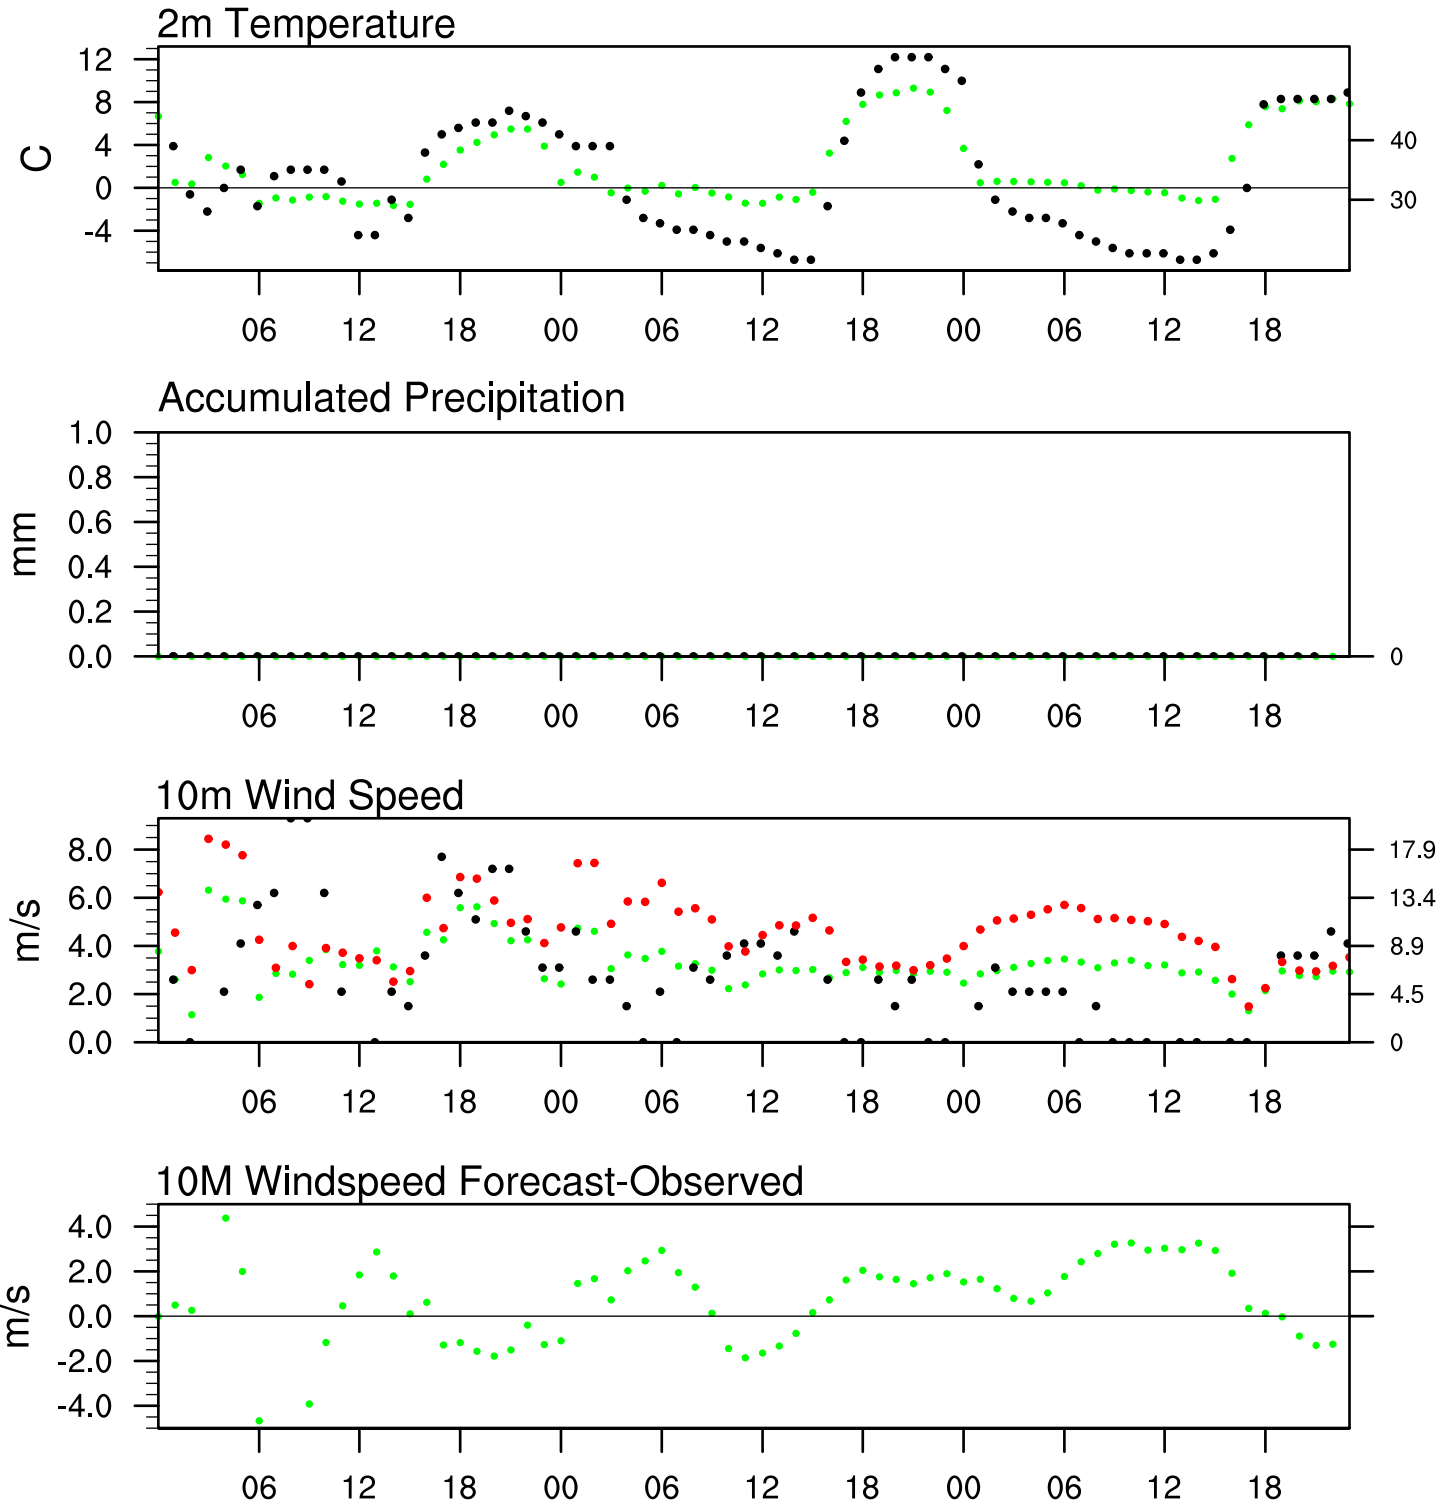 2m Temperature
12
8
4
0
-4
C
40
30
06 12 18 00 06 12 18 00 06 12 18
Accumulated Precipitation
1.0
0.8
0.6
0.4
0.2
0.0
mm
0
06 12 18 00 06 12 18 00 06 12 18
10m Wind Speed
8.0
6.0
4.0
2.0
0.0
m/s
17.9
13.4
8.9
4.5
0
06 12 18 00 06 12 18 00 06 12 18
10M Windspeed Forecast-Observed
4.0
2.0
0.0
-2.0
-4.0
m/s
06 12 18 00 06 12 18 00 06 12 18